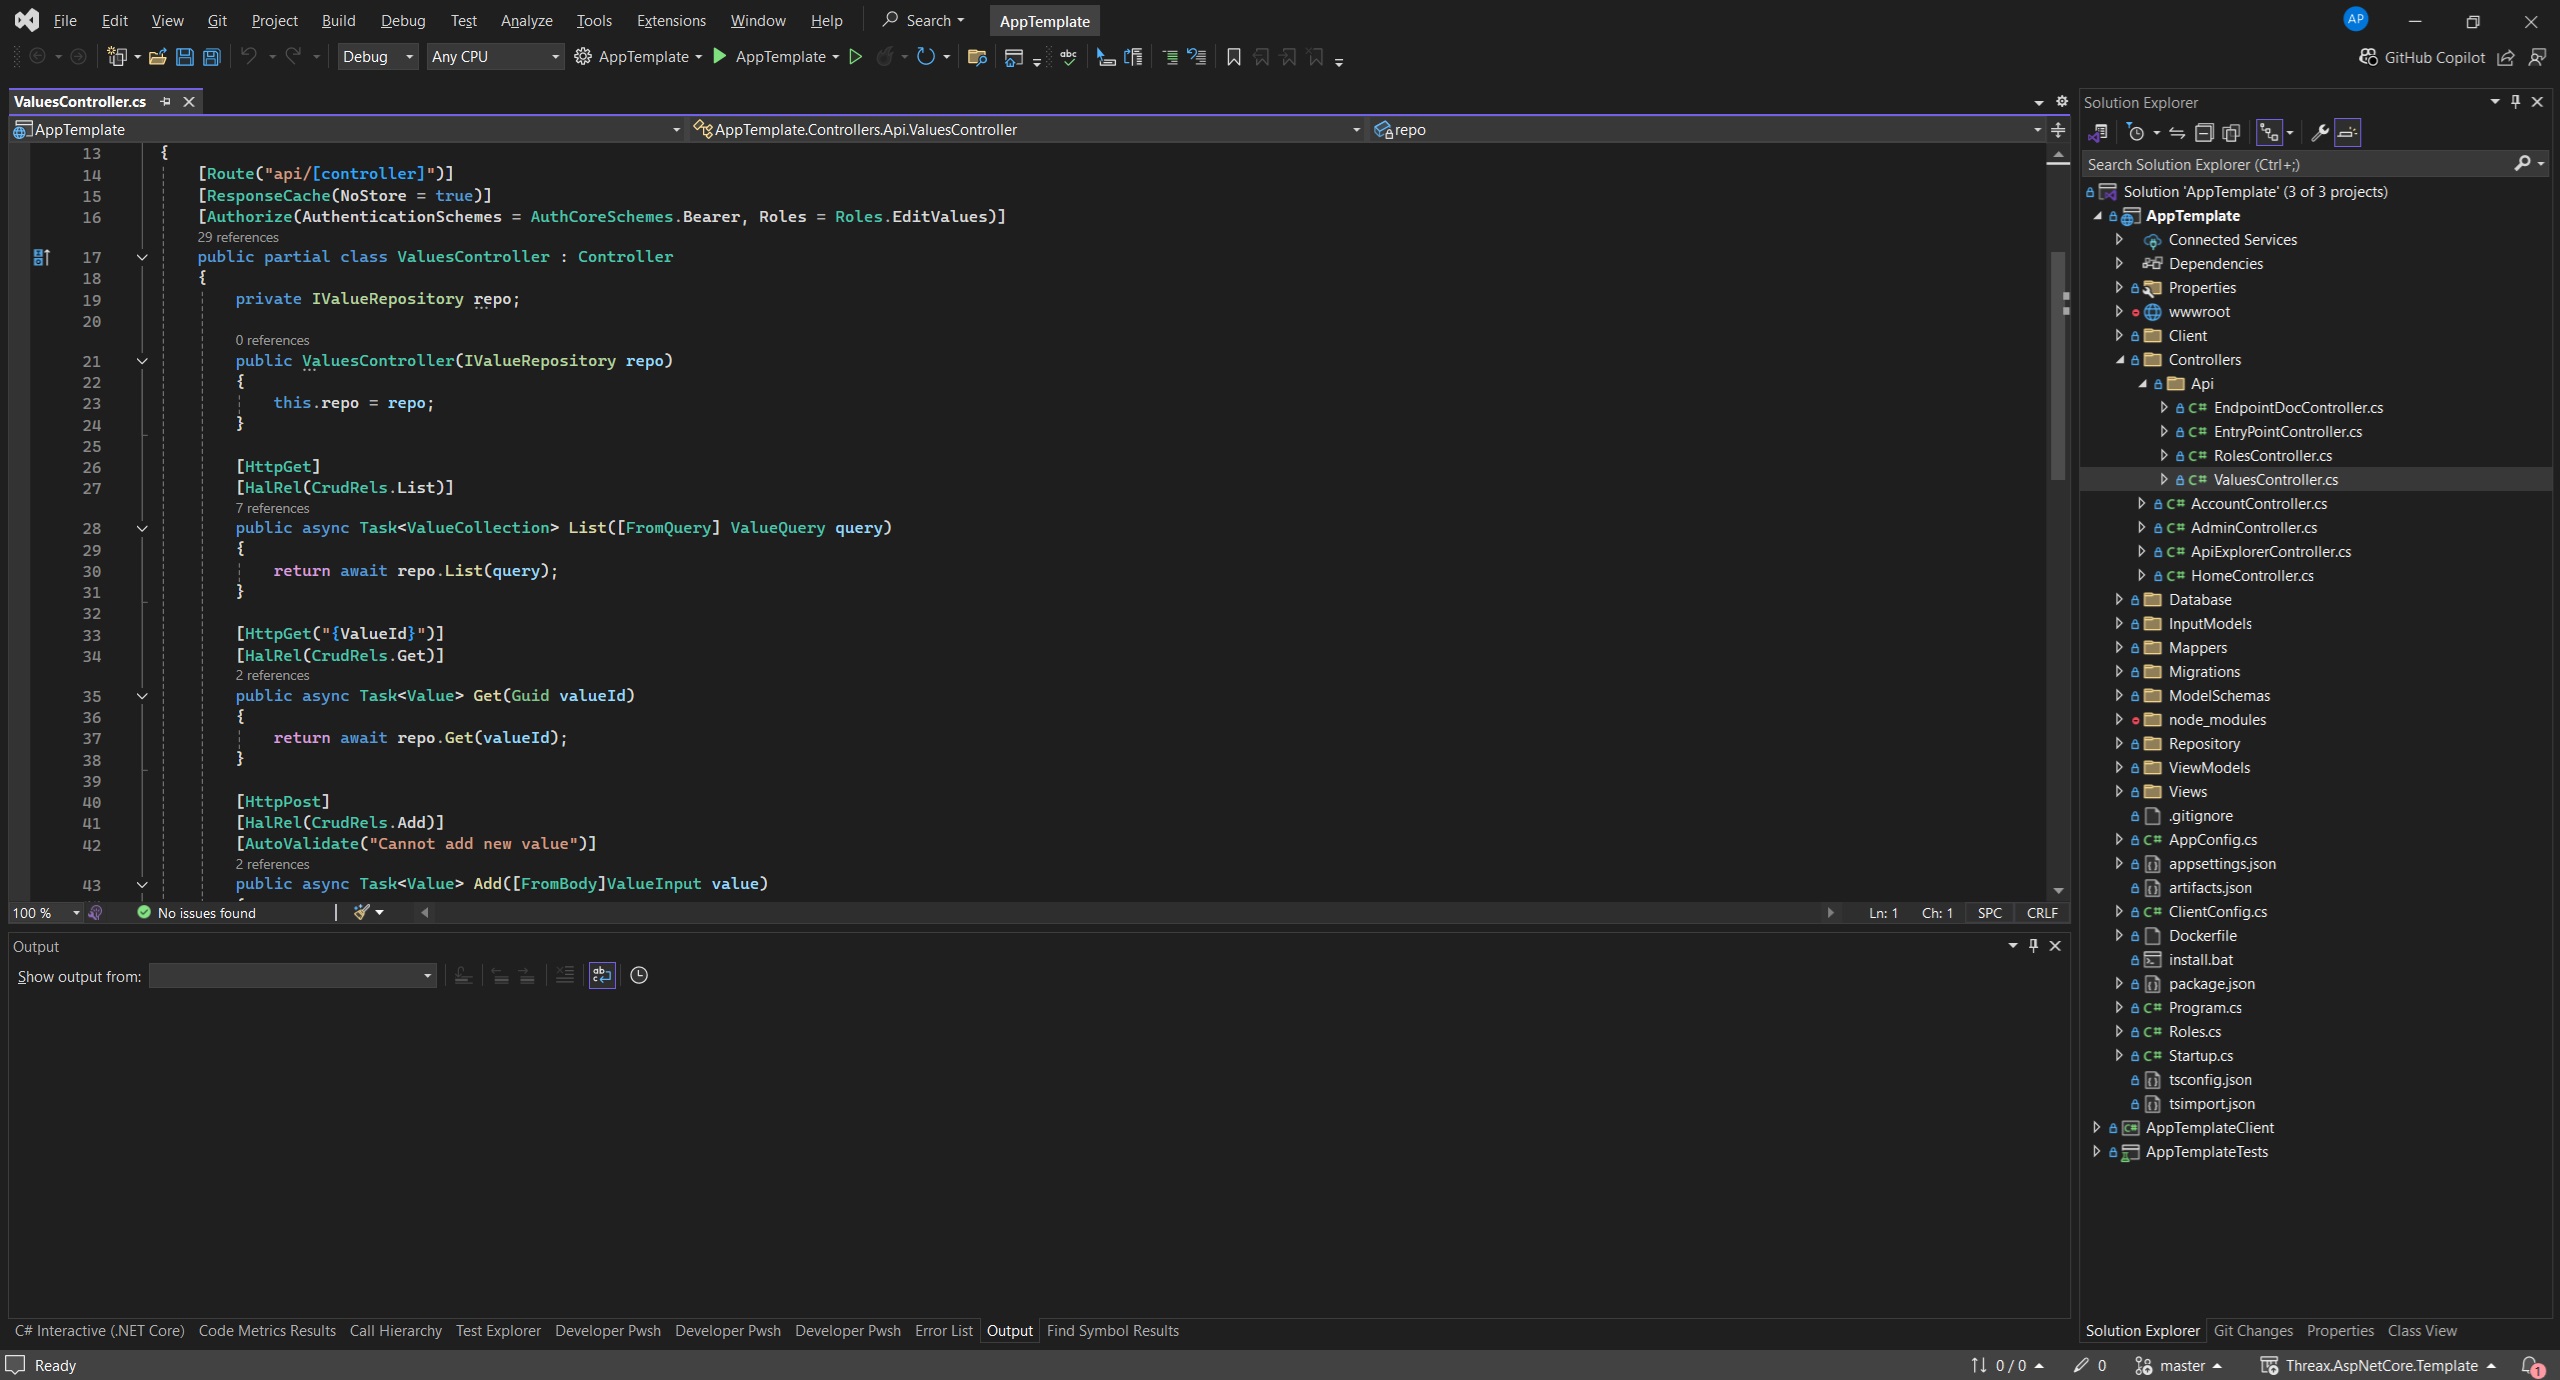 File Edit View Git Project Build Debug Test Analyze Tools Extensions Window Help Search AppTemplate AP
Debug Any CPU AppTemplate AppTemplate GitHub Copilot
ValuesController.cs
AppTemplate AppTemplate.Controllers.Api.ValuesController repo
13 {
14 [Route("api/[controller]")]
15 [ResponseCache(NoStore = true)]
16 [Authorize(AuthenticationSchemes = AuthCoreSchemes.Bearer, Roles = Roles.EditValues)]
29 references
17 public partial class ValuesController : Controller
18 {
19 private IValueRepository repo;
20
0 references
21 public ValuesController(IValueRepository repo)
22 {
23 this.repo = repo;
24 }
25
26 [HttpGet]
27 [HalRel(CrudRels.List)]
7 references
28 public async Task<ValueCollection> List([FromQuery] ValueQuery query)
29 {
30 return await repo.List(query);
31 }
32
33 [HttpGet("{ValueId}")]
34 [HalRel(CrudRels.Get)]
2 references
35 public async Task<Value> Get(Guid valueId)
36 {
37 return await repo.Get(valueId);
38 }
39
40 [HttpPost]
41 [HalRel(CrudRels.Add)]
42 [AutoValidate("Cannot add new value")]
2 references
43 public async Task<Value> Add([FromBody]ValueInput value)
100 % No issues found Ln: 1 Ch: 1 SPC CRLF
Output
Show output from:
C# Interactive (.NET Core) Code Metrics Results Call Hierarchy Test Explorer Developer Pwsh Developer Pwsh Developer Pwsh Error List Output Find Symbol Results
Solution Explorer
Search Solution Explorer (Ctrl+;)
Solution 'AppTemplate' (3 of 3 projects)
AppTemplate
Connected Services
Dependencies
Properties
wwwroot
Client
Controllers
Api
C# EndpointDocController.cs
C# EntryPointController.cs
C# RolesController.cs
C# ValuesController.cs
C# AccountController.cs
C# AdminController.cs
C# ApiExplorerController.cs
C# HomeController.cs
Database
InputModels
Mappers
Migrations
ModelSchemas
node_modules
Repository
ViewModels
Views
.gitignore
C# AppConfig.cs
appsettings.json
artifacts.json
C# ClientConfig.cs
Dockerfile
install.bat
package.json
C# Program.cs
C# Roles.cs
C# Startup.cs
tsconfig.json
tsimport.json
C# AppTemplateClient
AppTemplateTests
Solution Explorer Git Changes Properties Class View
Ready 0 / 0 0 master Threax.AspNetCore.Template 1